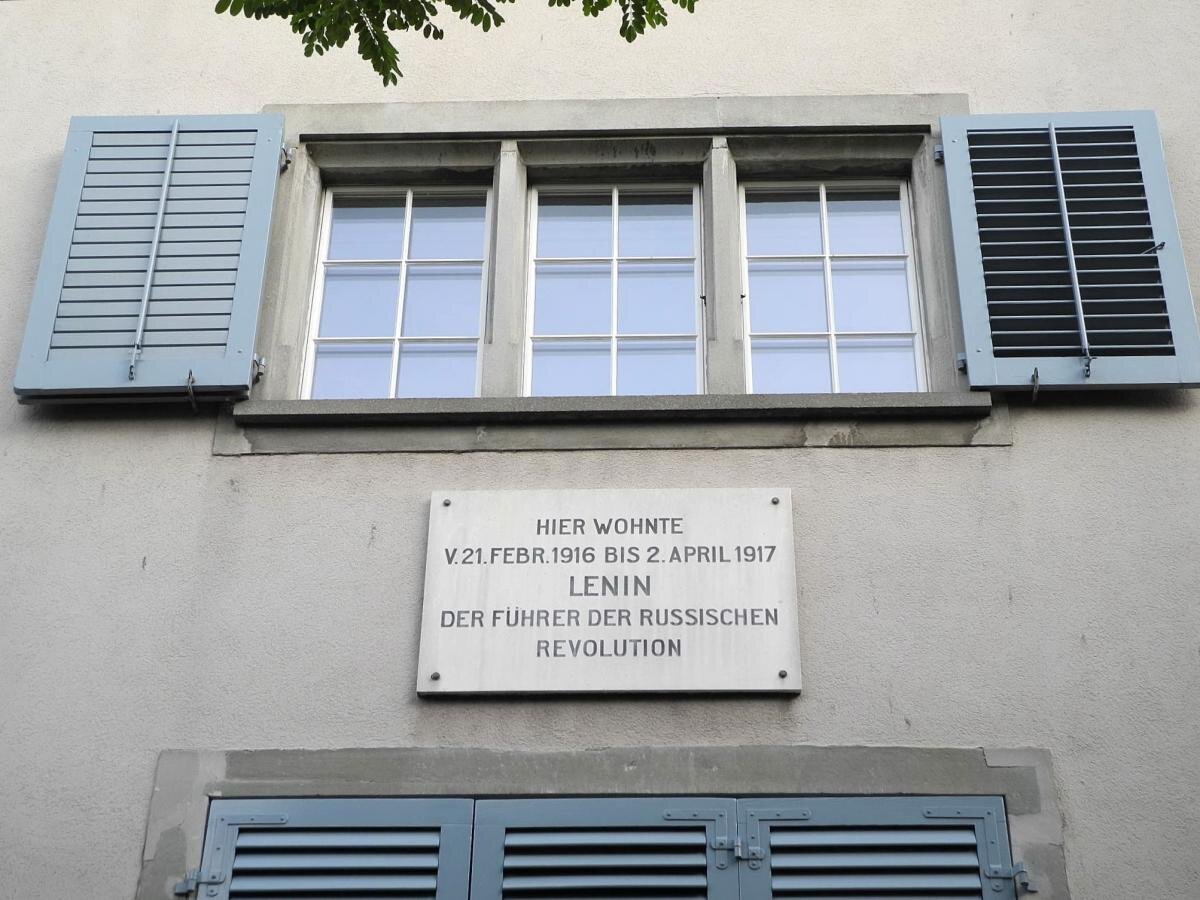 HIER WOHNTE
V.21.FEBR.1916 BIS 2.APRIL 1917
LENIN
DER FÜHRER DER RUSSISCHEN
REVOLUTION